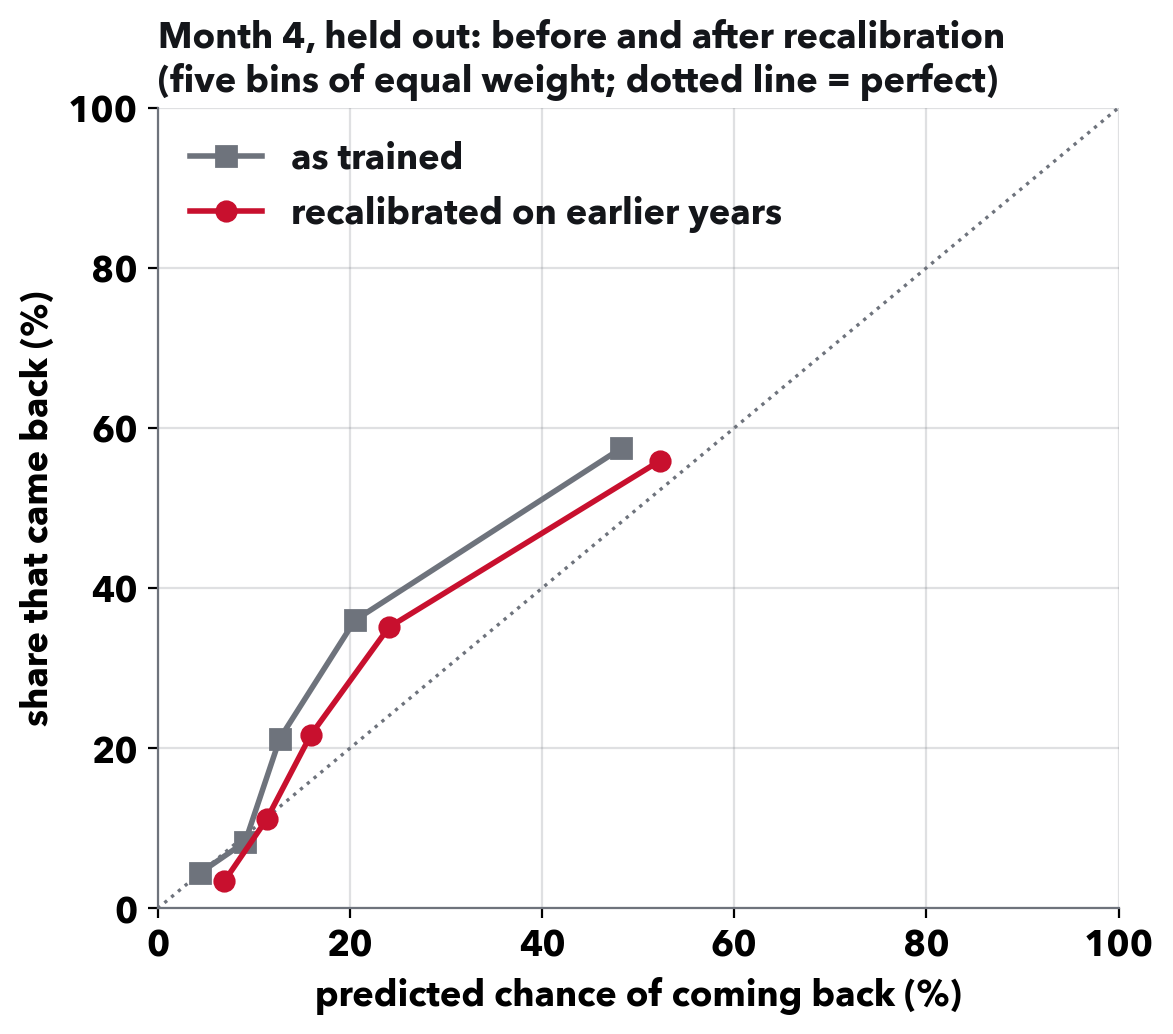 Month 4, held out: before and after recalibration
(five bins of equal weight; dotted line = perfect)
100
80
60
40
20
0
as trained
recalibrated on earlier years
share that came back (%)
0 20 40 60 80 100
predicted chance of coming back (%)